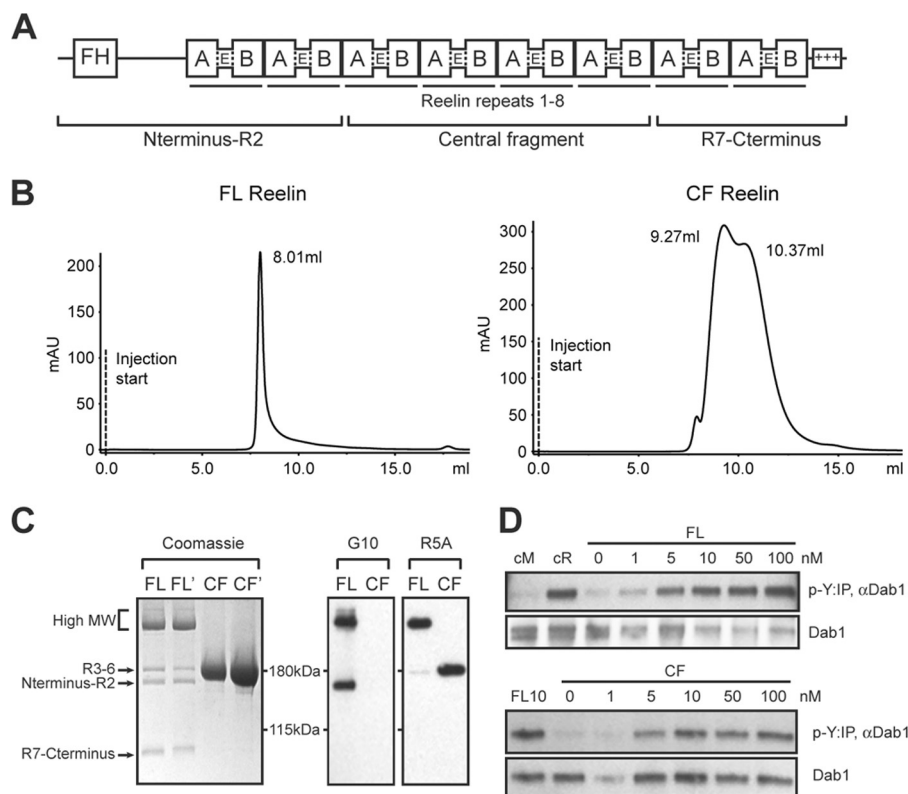 A
FH A E B A E B A E B A E B A E B A E B A E B A E B +++
Reelin repeats 1-8
Nterminus-R2 Central fragment R7-Cterminus
B
FL Reelin
8.01ml
200
150
100
50
0
mAU
Injection
start
5.0 10.0 15.0 ml
CF Reelin
9.27ml
10.37ml
300
250
200
150
100
50
0
mAU
Injection
start
0.0 5.0 10.0 15.0 ml
C
Coomassie G10 R5A
FL FL' CF CF' FL CF FL CF
High MW
R3-6
Nterminus-R2
R7-Cterminus
180kDa
115kDa
D
FL
cM cR 0 1 5 10 50 100 nM
p-Y:IP, αDab1
Dab1
CF
FL10 0 1 5 10 50 100 nM
p-Y:IP, αDab1
Dab1